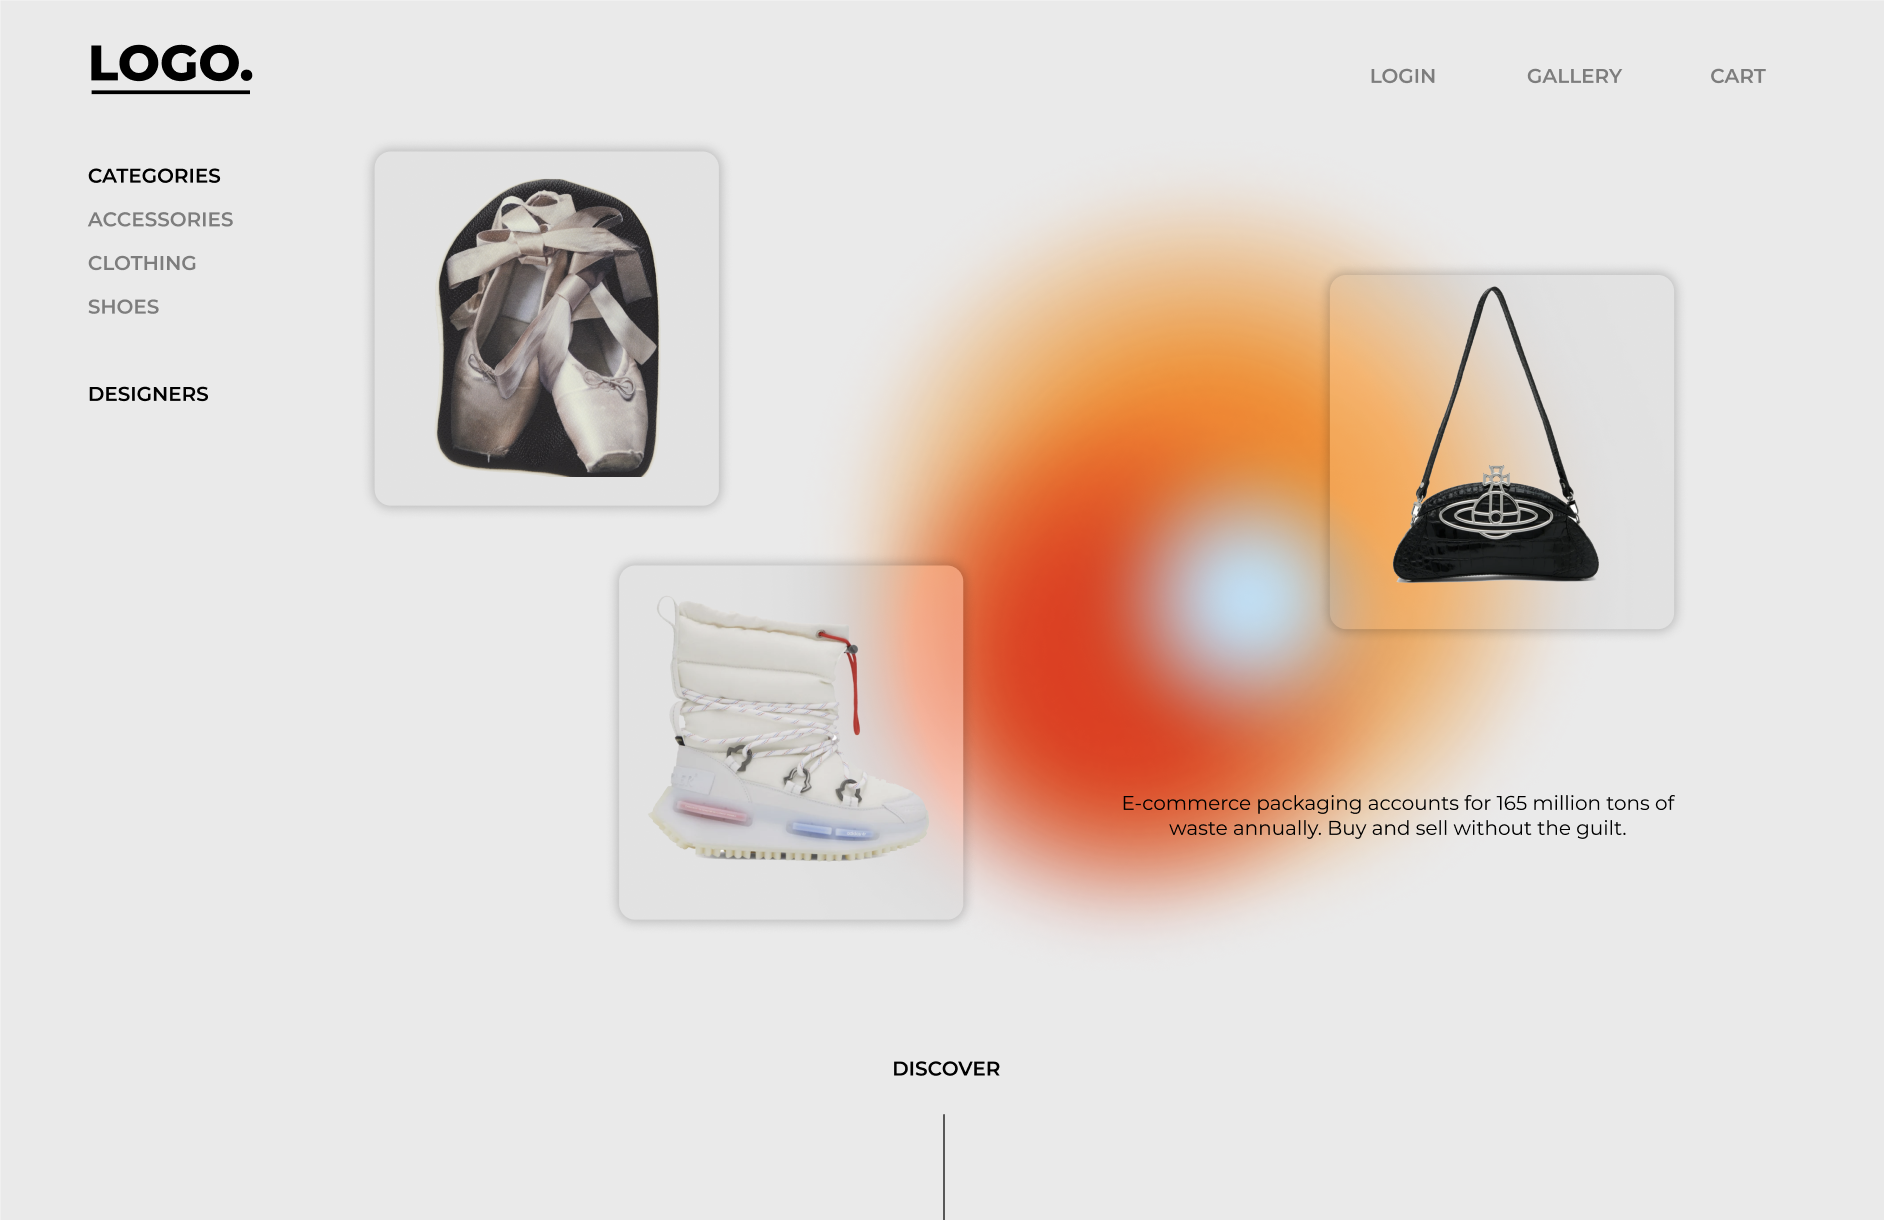 LOGO.
LOGIN
GALLERY
CART
CATEGORIES
ACCESSORIES
CLOTHING
SHOES
DESIGNERS
E-commerce packaging accounts for 165 million tons of
waste annually. Buy and sell without the guilt.
DISCOVER